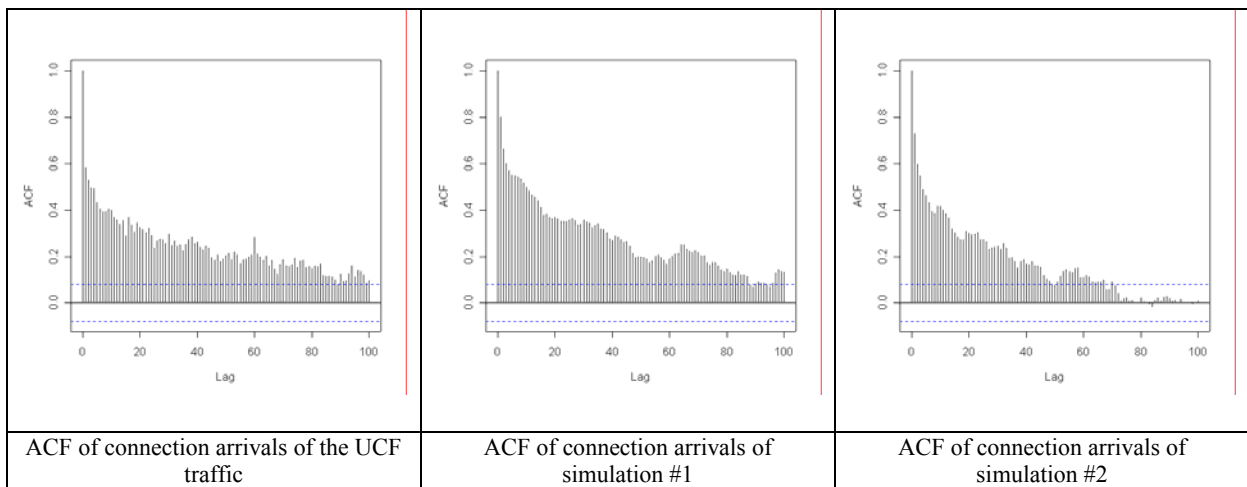 1.0
0.8
0.6
0.4
0.2
0.0
ACF
0 20 40 60 80 100
Lag
1.0
0.8
0.6
0.4
0.2
0.0
ACF
0 20 40 60 80 100
Lag
1.0
0.8
0.6
0.4
0.2
0.0
ACF
0 20 40 60 80 100
Lag
ACF of connection arrivals of the UCF
traffic
ACF of connection arrivals of
simulation #1
ACF of connection arrivals of
simulation #2